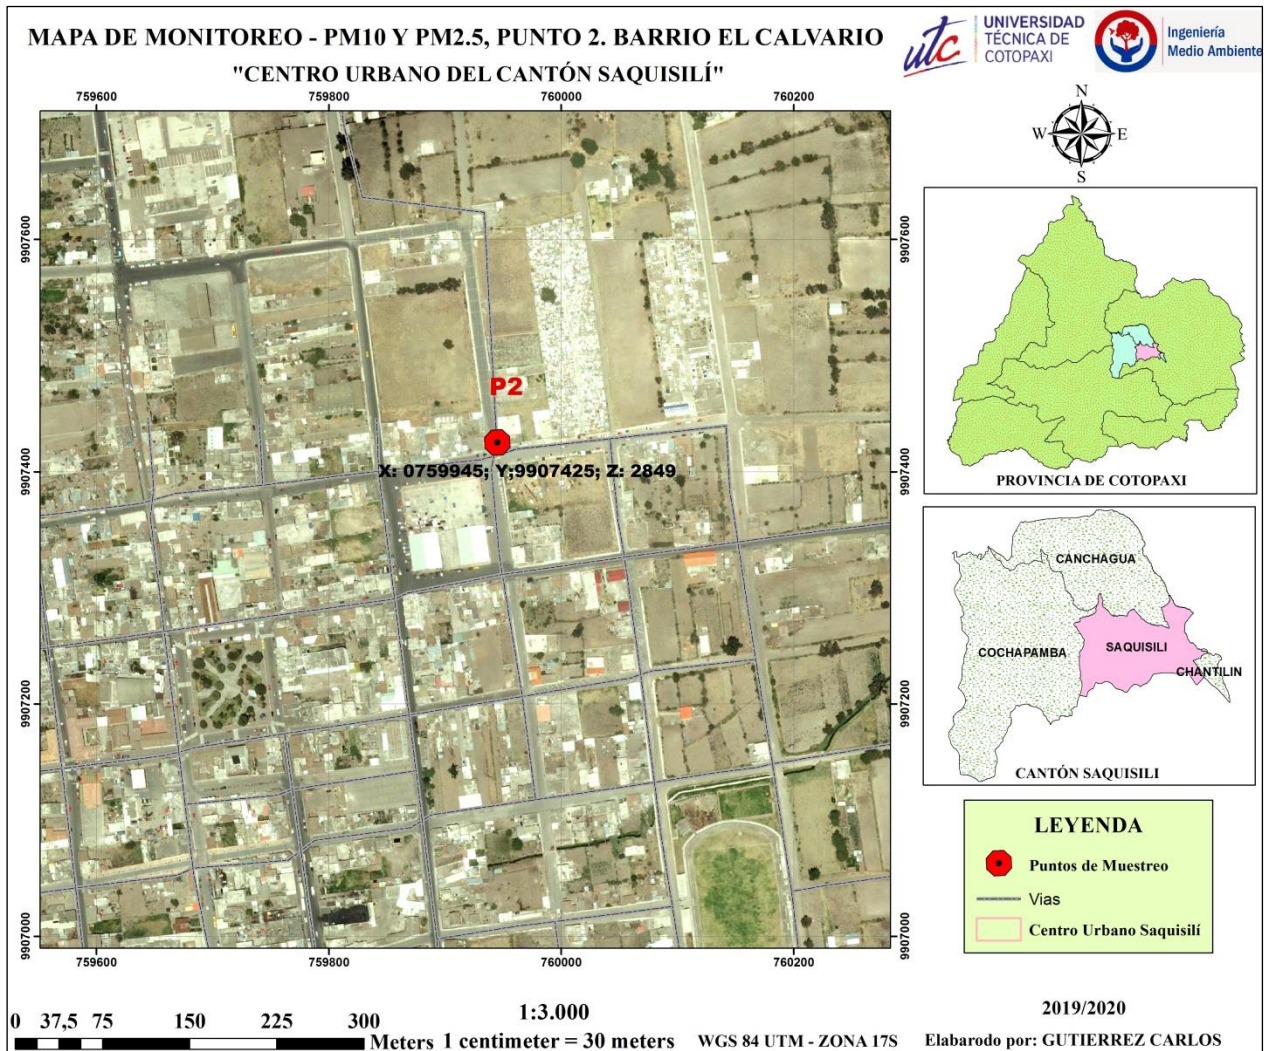 MAPA DE MONITOREO - PM10 Y PM2.5, PUNTO 2. BARRIO EL CALVARIO
"CENTRO URBANO DEL CANTÓN SAQUISILÍ"
utc
UNIVERSIDAD
TÉCNICA DE
COTOPAXI
Ingeniería
Medio Ambiente
759600 759800 760000 760200
N
W E
S
9907600 9907600
P2
X: 0759945; Y;9907425; Z: 2849
9907400 9907400
PROVINCIA DE COTOPAXI
CANCHAGUA
COCHAPAMBA
SAQUISILI
CHANTILIN
9907200 9907200
CANTÓN SAQUISILI
LEYENDA
Puntos de Muestreo
Vias
Centro Urbano Saquisilí
9907000 9907000
759600 759800 760000 760200
0 37,5 75 150 225 300
Meters
1:3.000
1 centimeter = 30 meters
WGS 84 UTM - ZONA 17S
2019/2020
Elabarodo por: GUTIERREZ CARLOS